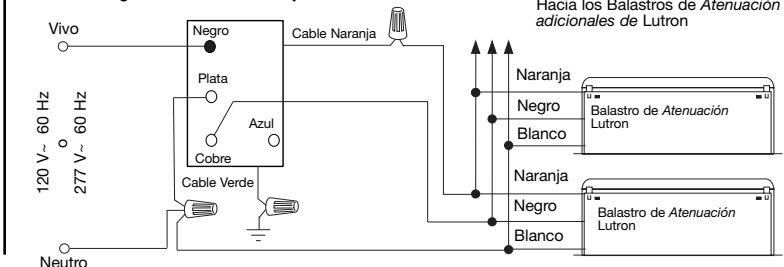 Hacia los Balastros de Atenuación
adicionales de Lutron
Vivo
Negro
Cable Naranja
Plata
Azul
Cobre
Cable Verde
120 V~ 60 Hz
o
277 V~ 60 Hz
Neutro
Naranja
Negro
Blanco
Balastro de Atenuación
Lutron
Naranja
Negro
Blanco
Balastro de Atenuación
Lutron